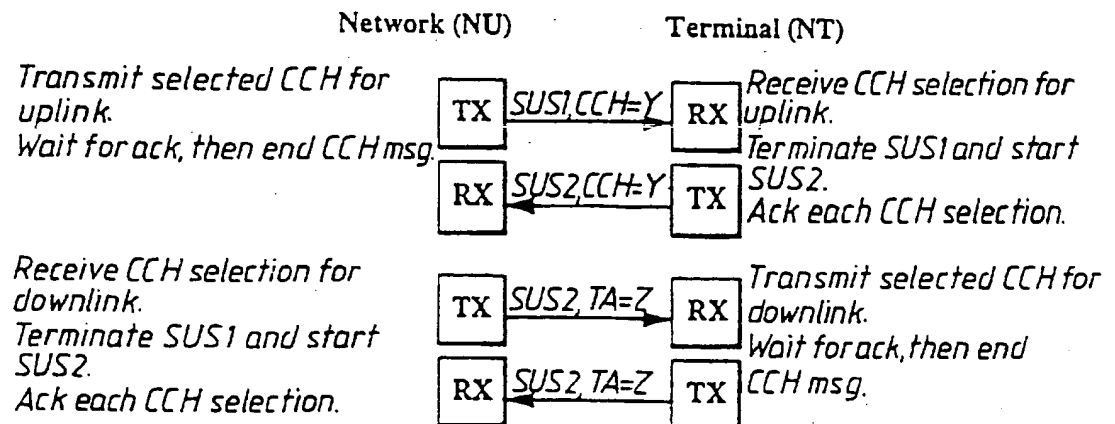 Network (NU) Terminal (NT)
Transmit selected CCH for
uplink.
Wait for ack, then end CCH msg.
TX
SUS1,CCH=Y
RX
Receive CCH selection for
uplink.
Terminate SUS1 and start
SUS2.
Ack each CCH selection.
RX
SUS2,CCH=Y
TX
Receive CCH selection for
downlink.
Terminate SUS1 and start
SUS2.
Ack each CCH selection.
TX
SUS2, TA=Z
RX
Transmit selected CCH for
downlink.
Wait for ack, then end
CCH msg.
RX
SUS2, TA=Z
TX